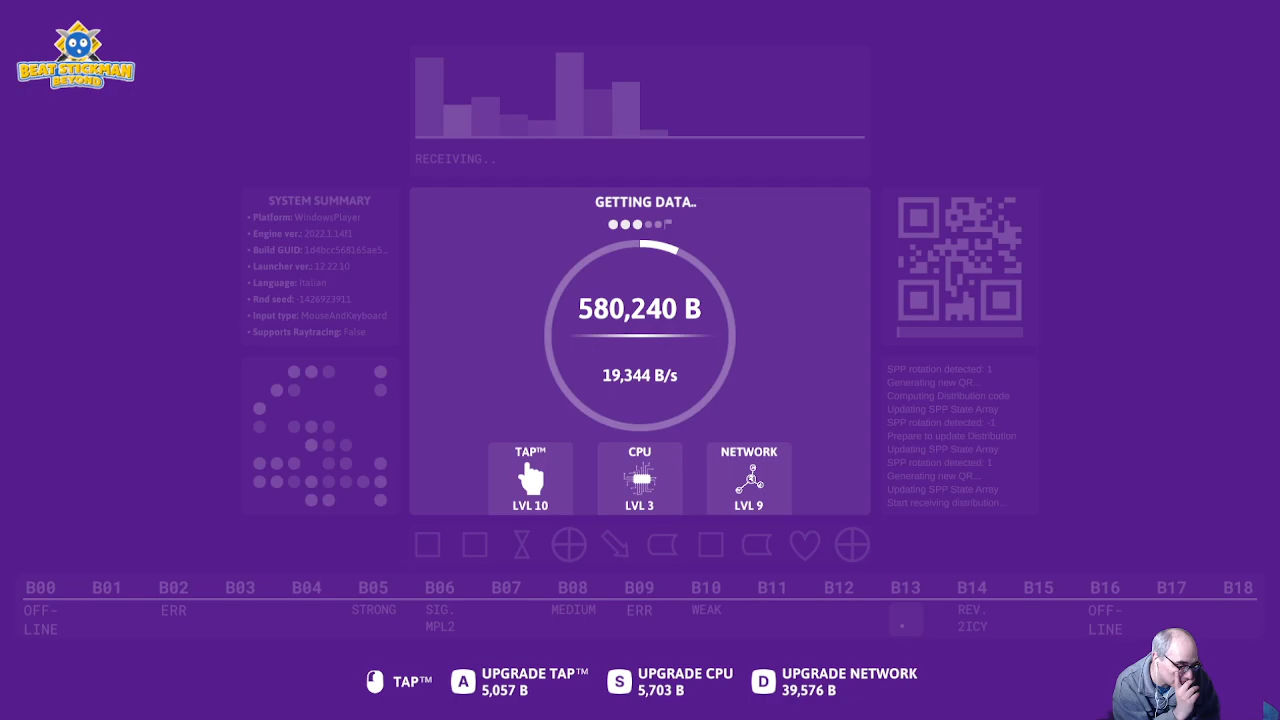 BEAT STICKMAN
BEYOND
RECEIVING..
SYSTEM SUMMARY
• Platform: WindowsPlayer
• Engine ver.: 2022.1.14f1
• Build GUID: 1d4bcc568165ae5...
• Launcher ver.: 12.22.10
• Language: Italian
• Rnd seed: -1426923911
• Input type: MouseAndKeyboard
• Supports Raytracing: False
GETTING DATA..
580,240 B
19,344 B/s
TAP™
LVL 10
CPU
LVL 3
NETWORK
LVL 9
SPP rotation detected: 1
Generating new QR...
Computing Distribution code
Updating SPP State Array
SPP rotation detected: -1
Prepare to update Distribution
Updating SPP State Array
SPP rotation detected: 1
Generating new QR...
Updating SPP State Array
Start receiving distribution...
B00 B01 B02 B03 B04 B05 B06 B07 B08 B09 B10 B11 B12 B13 B14 B15 B16 B17 B18
OFF- ERR STRONG SIG. MEDIUM ERR WEAK REV. OFF-
LINE MPL2 . 2ICY LINE
TAP™
A UPGRADE TAP™
5,057 B
S UPGRADE CPU
5,703 B
D UPGRADE NETWORK
39,576 B